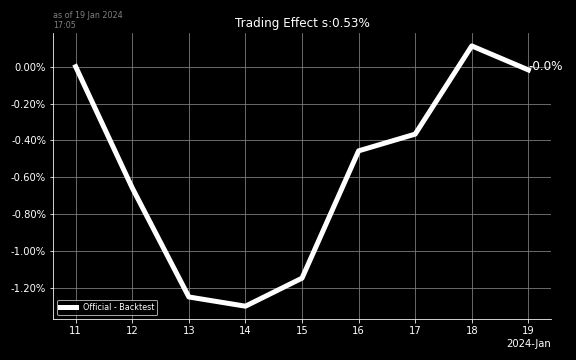 as of 19 Jan 2024
17:05
Trading Effect s:0.53%
0.00%
-0.20%
-0.40%
-0.60%
-0.80%
-1.00%
-1.20%
-0.0%
Official - Backtest
11 12 13 14 15 16 17 18 19
2024-Jan